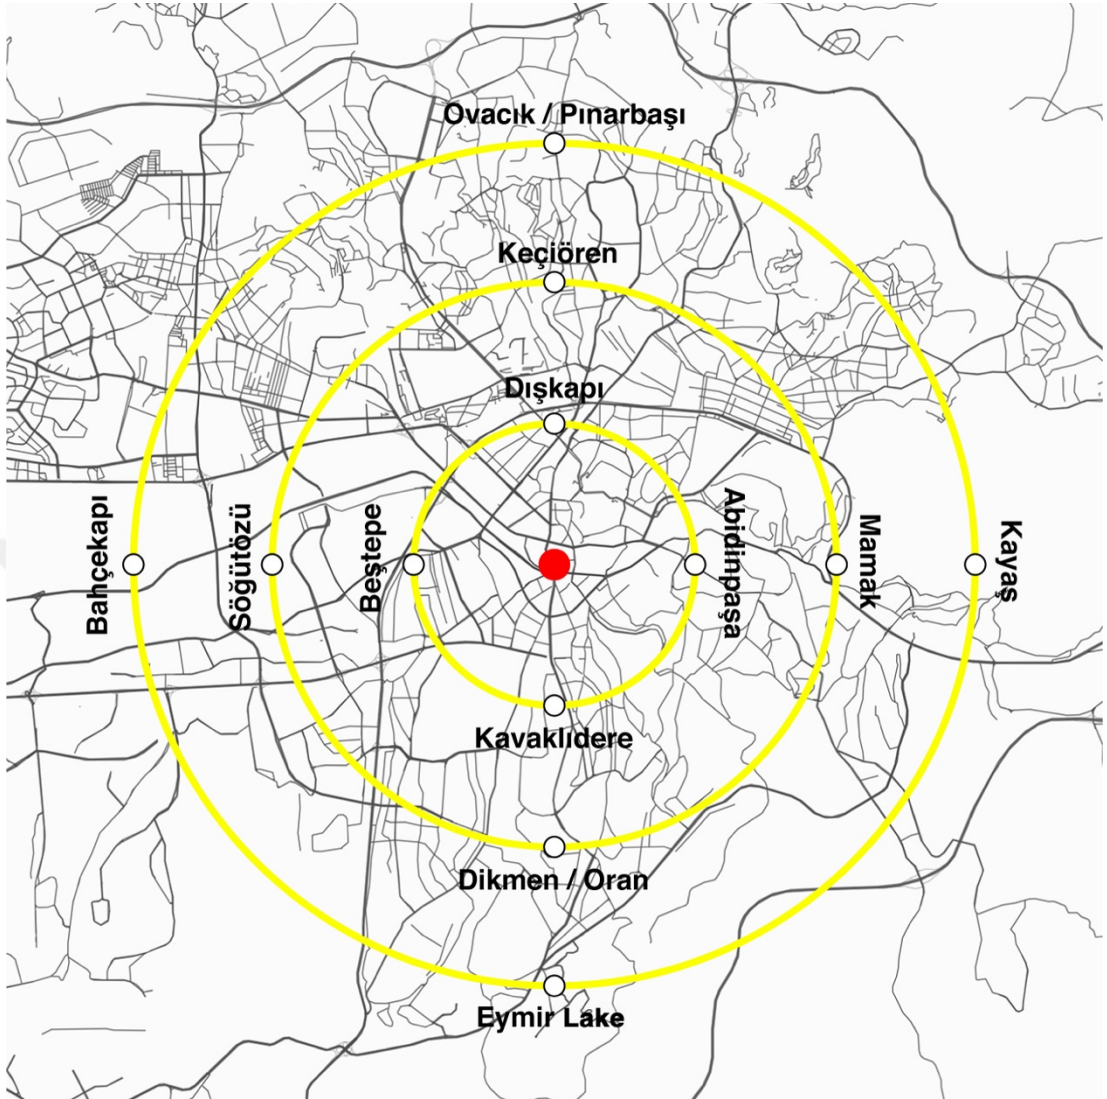 Ovacık / Pınarbaşı
Keçiören
Dışkapı
Bahçekapı
Söğütözü
Beştepe
Abidinpaşa
Mamak
Kayaş
Kavaklıdere
Dikmen / Oran
Eymir Lake